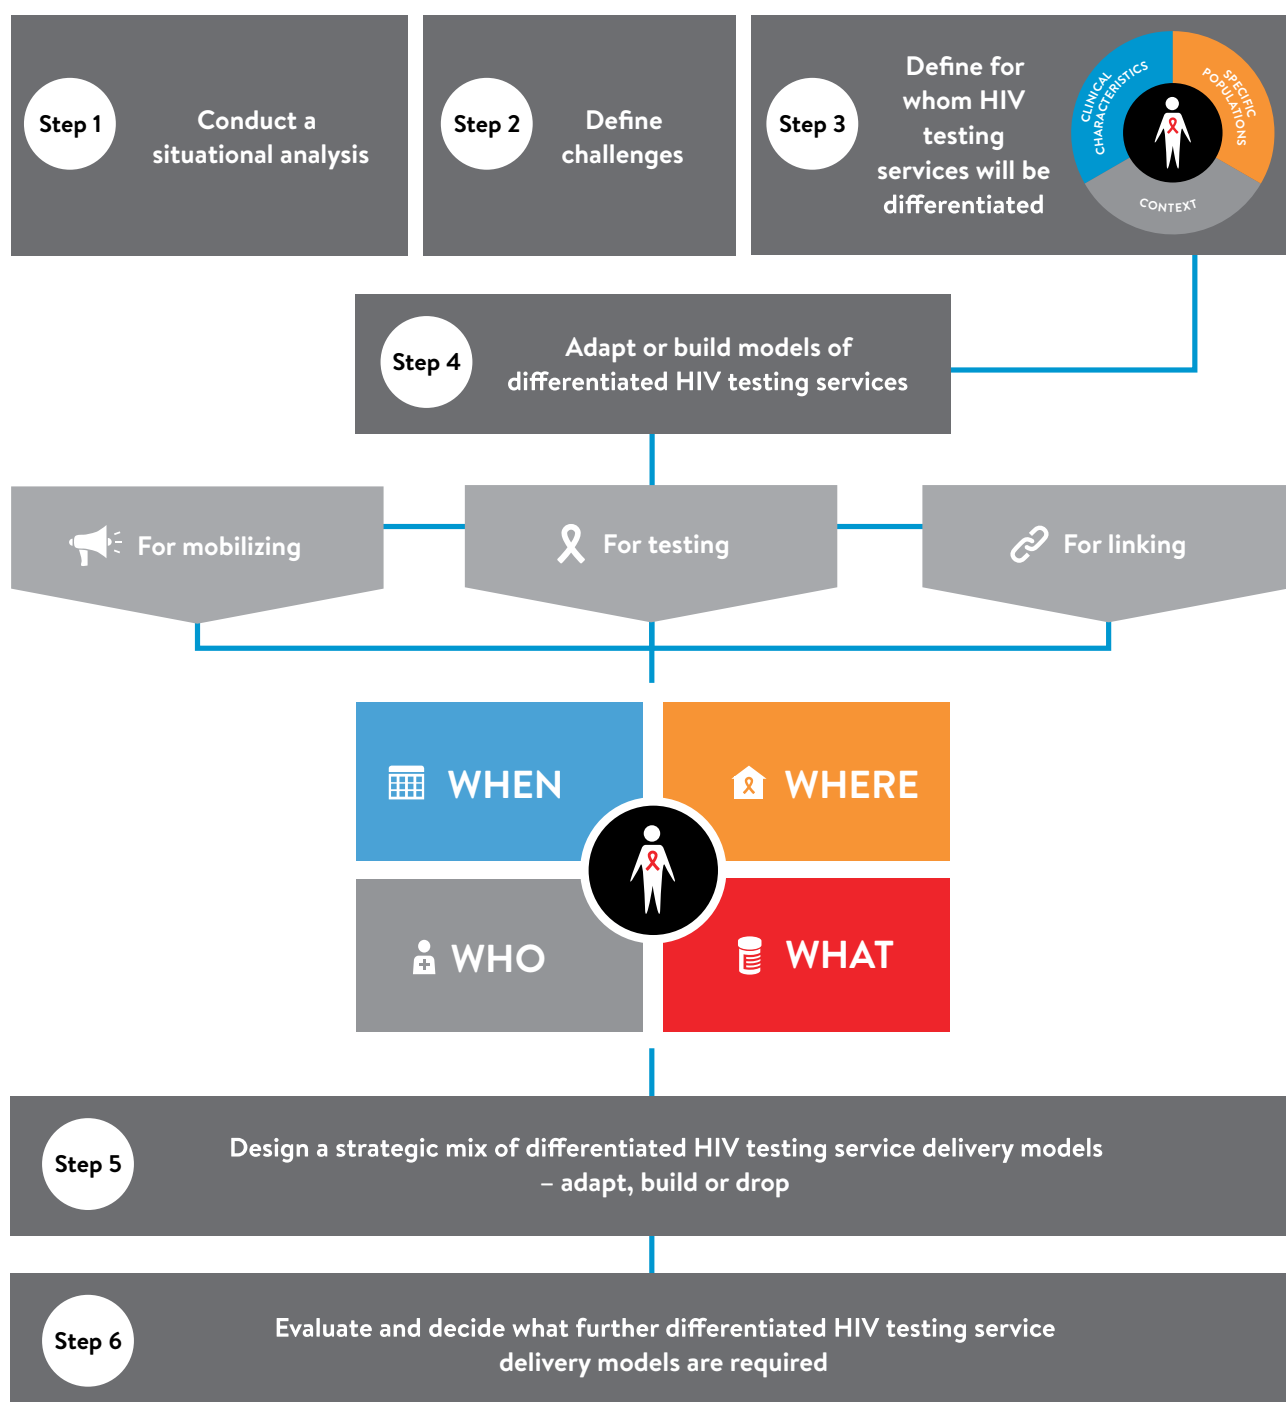 Step 1
Conduct a
situational analysis
Step 2
Define
challenges
Step 3
Define for
whom HIV
testing
services will be
differentiated
CLINICAL
CHARACTERISTICS
SPECIFIC
POPULATIONS
CONTEXT
Step 4
Adapt or build models of
differentiated HIV testing services
For mobilizing
For testing
For linking
WHEN
WHERE
WHO
WHAT
Step 5
Design a strategic mix of differentiated HIV testing service delivery models
– adapt, build or drop
Step 6
Evaluate and decide what further differentiated HIV testing service
delivery models are required